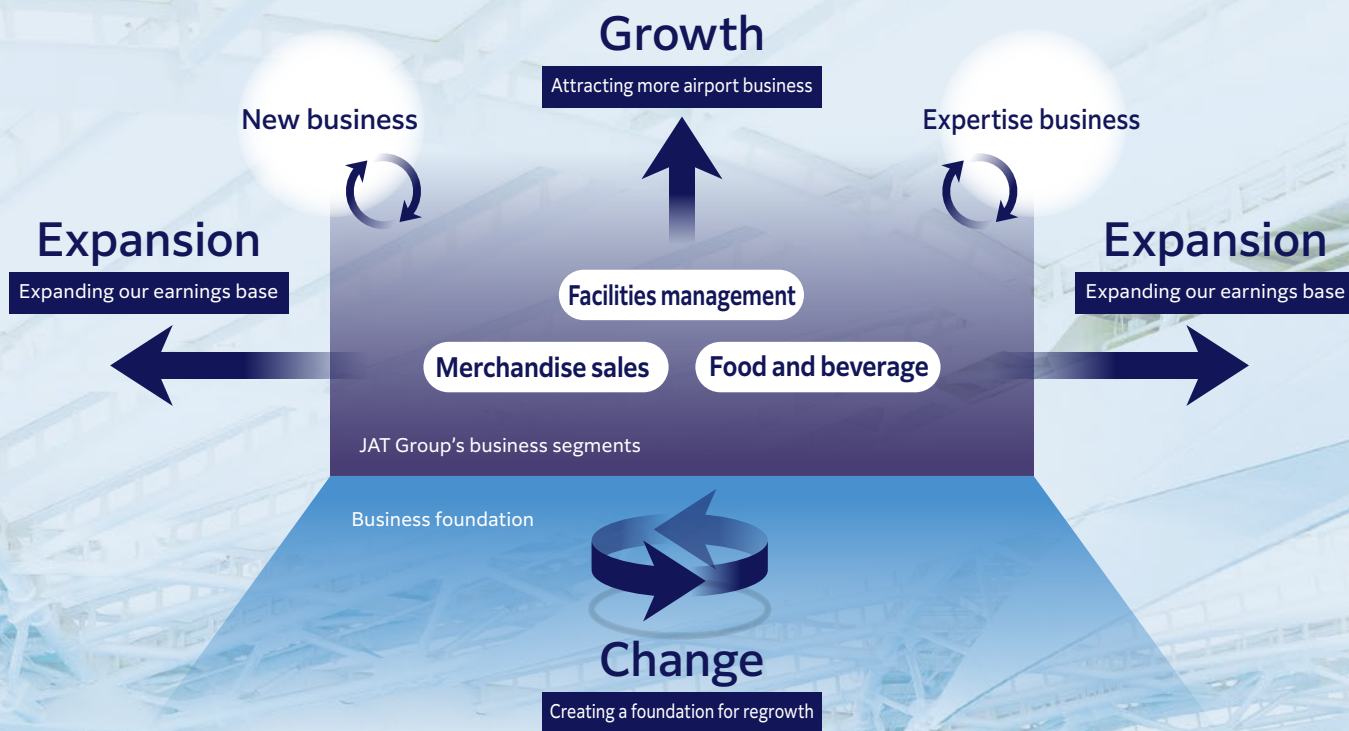 Growth
Attracting more airport business
New business
Expertise business
Expansion
Expanding our earnings base
Expansion
Expanding our earnings base
Facilities management
Merchandise sales
Food and beverage
JAT Group’s business segments
Business foundation
Change
Creating a foundation for regrowth